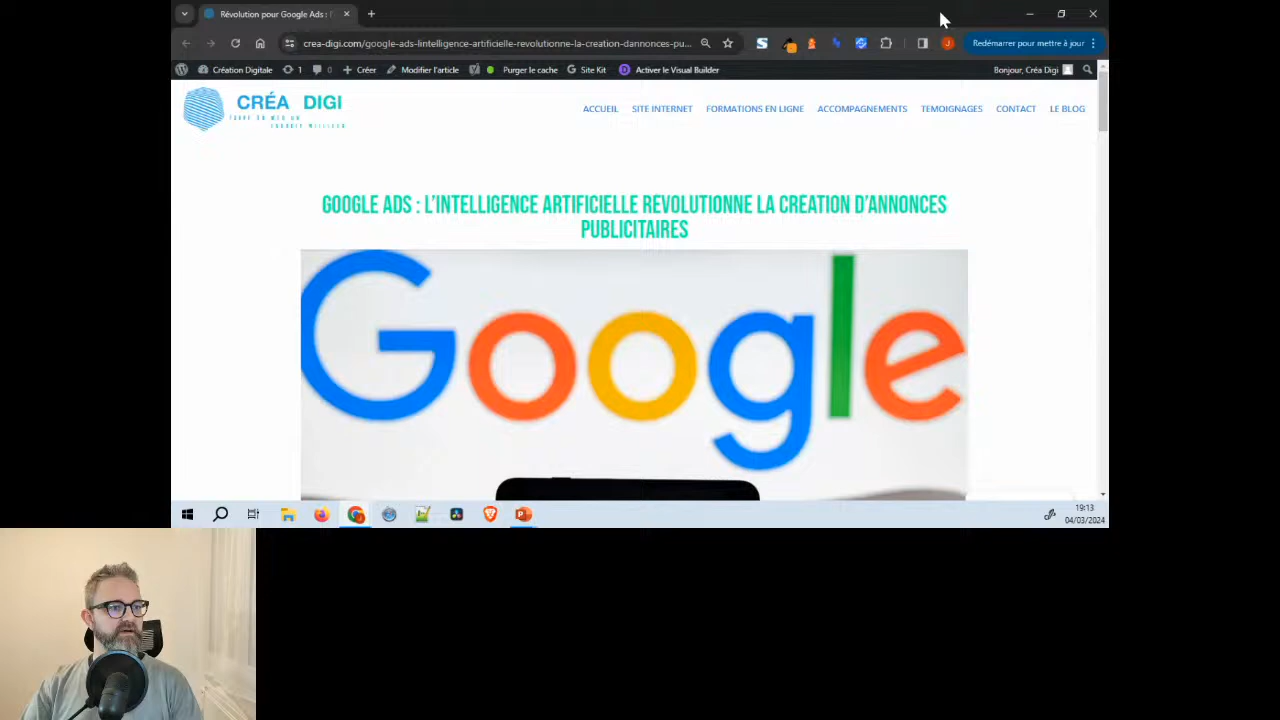 Révolution pour Google Ads : l'
crea-digi.com/google-ads-lintelligence-artificielle-revolutionne-la-creation-dannonces-pu...
Redémarrer pour mettre à jour
Création Digitale
1
0
Créer
Modifier l'article
Purger le cache
Site Kit
Activer le Visual Builder
Bonjour, Créa Digi
CRÉA DIGI
ACCUEIL
SITE INTERNET
FORMATIONS EN LIGNE
ACCOMPAGNEMENTS
TEMOIGNAGES
CONTACT
LE BLOG
GOOGLE ADS : L'INTELLIGENCE ARTIFICIELLE RÉVOLUTIONNE LA CRÉATION D'ANNONCES
PUBLICITAIRES
Google
19:13
04/03/2024